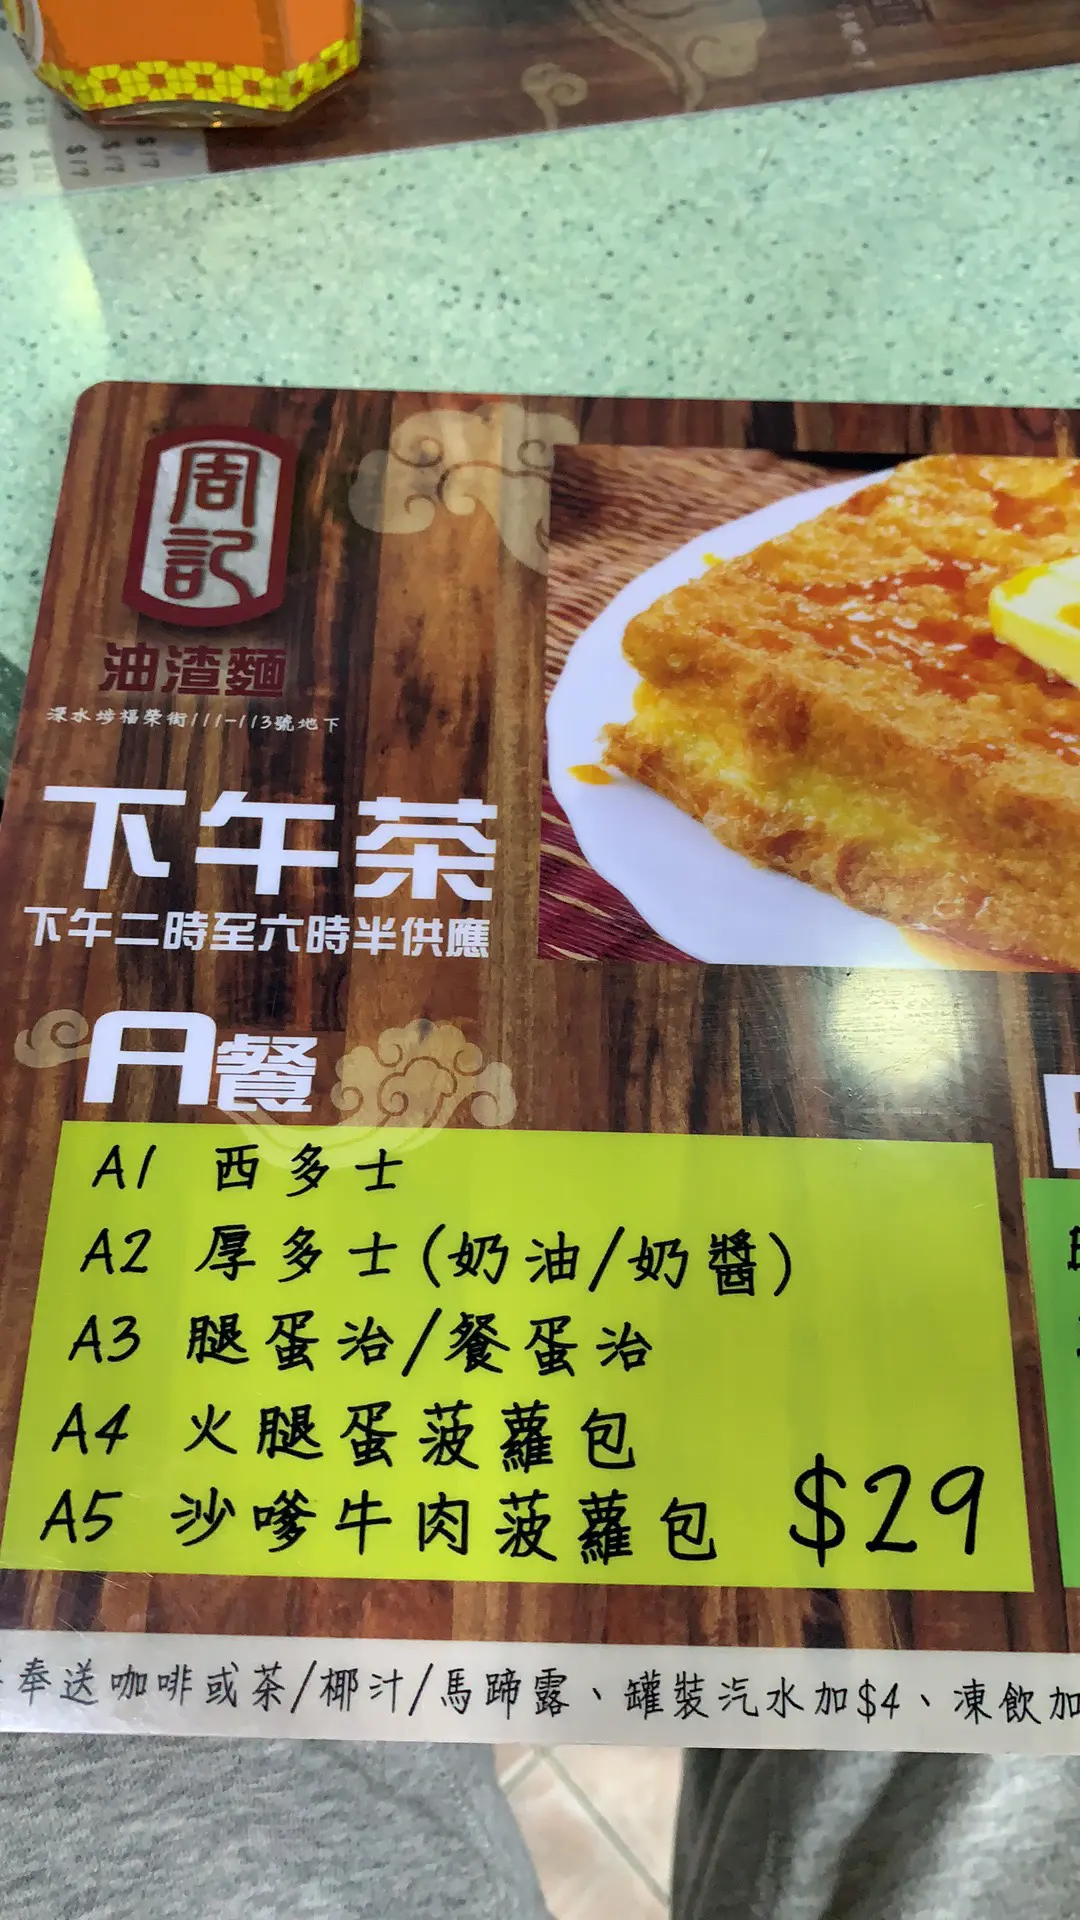 $17
$17
$17
$20
周記
油渣麵
深水埗福榮街111-113號地下
下午茶
下午二時至六時半供應
A餐
A1 西多士
A2 厚多士(奶油/奶醬)
A3 腿蛋治/餐蛋治
A4 火腿蛋菠蘿包
A5 沙嗲牛肉菠蘿包 $29
奉送咖啡或茶/椰汁/馬蹄露、罐裝汽水加$4、凍飲加